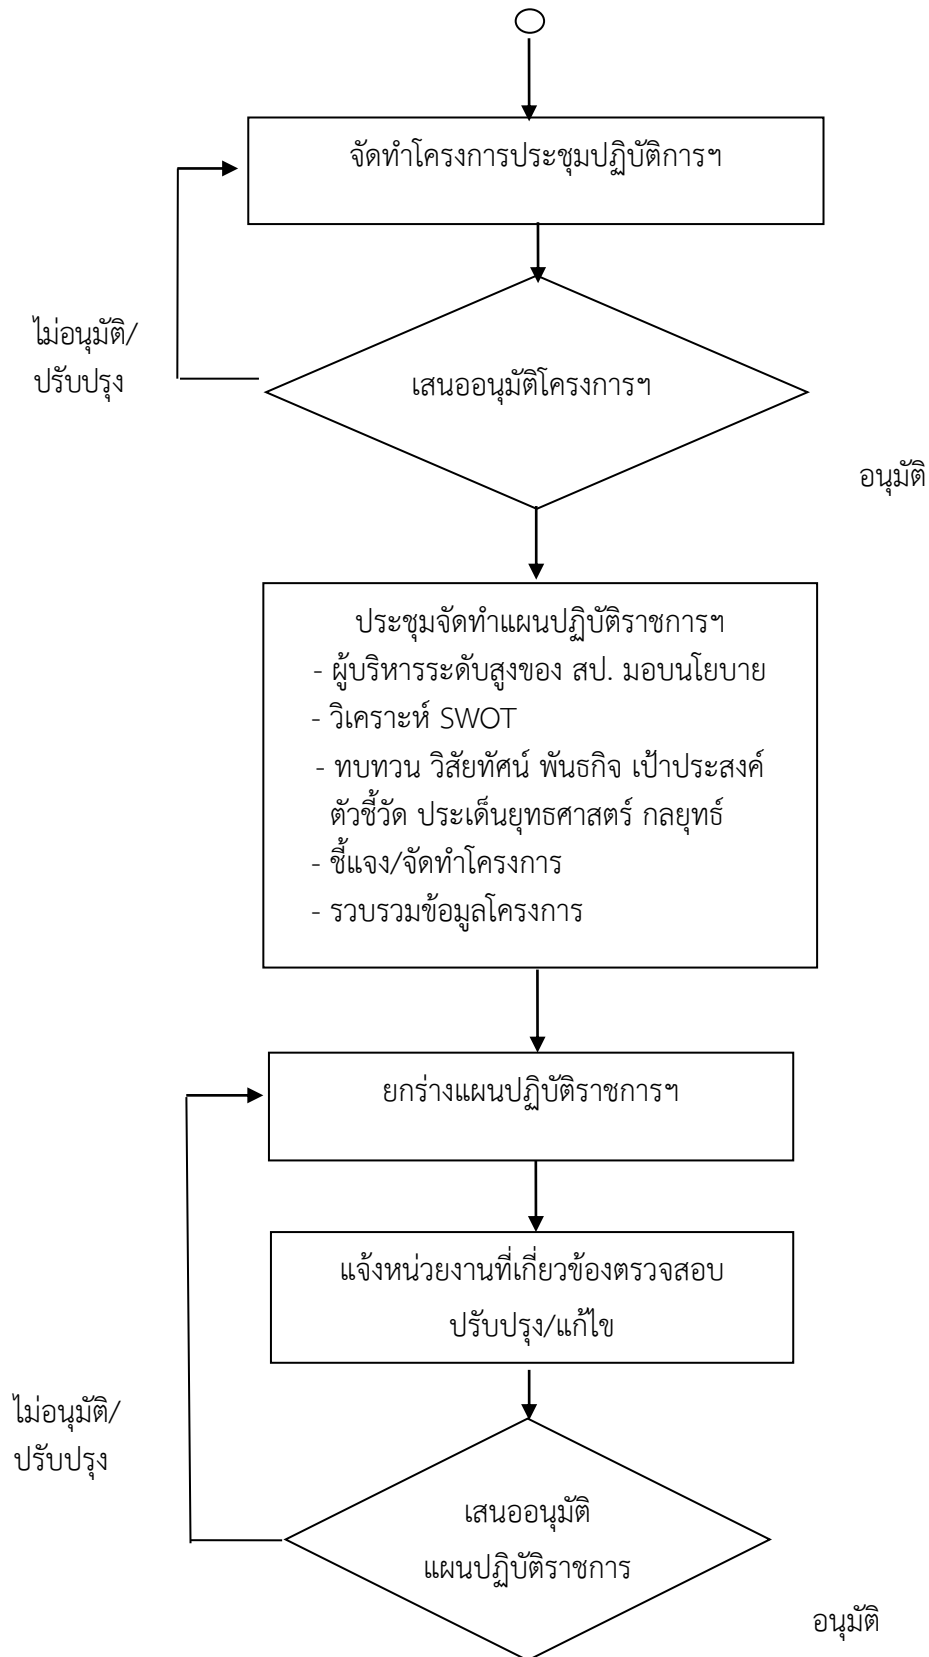 จัดทำโครงการประชุมปฏิบัติการฯ
ไม่อนุมัติ/
ปรับปรุง
เสนออนุมัติโครงการฯ
อนุมัติ
ประชุมจัดทำแผนปฏิบัติราชการฯ
- ผู้บริหารระดับสูงของ สป. มอบนโยบาย
- วิเคราะห์ SWOT
- ทบทวน วิสัยทัศน์ พันธกิจ เป้าประสงค์
ตัวชี้วัด ประเด็นยุทธศาสตร์ กลยุทธ์
- ชี้แจง/จัดทำโครงการ
- รวบรวมข้อมูลโครงการ
ยกร่างแผนปฏิบัติราชการฯ
แจ้งหน่วยงานที่เกี่ยวข้องตรวจสอบ
ปรับปรุง/แก้ไข
ไม่อนุมัติ/
ปรับปรุง
เสนออนุมัติ
แผนปฏิบัติราชการ
อนุมัติ